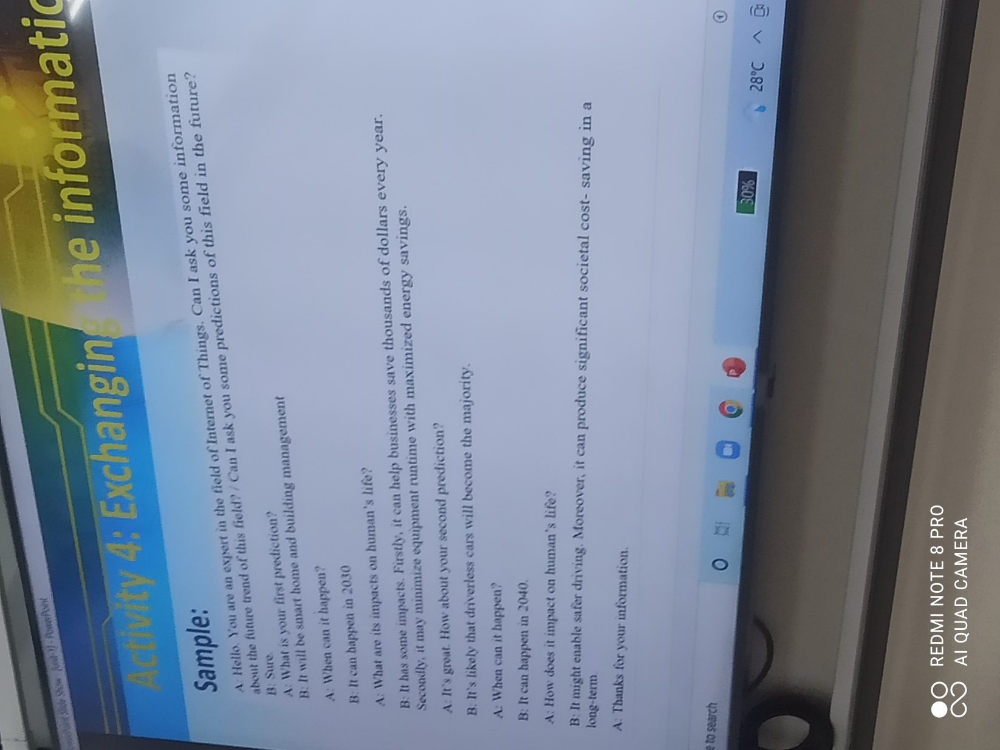 PowerPoint Slide Show - [unit-1] - PowerPoint
Activity 4: Exchanging the informatio
Sample:
A: Hello. You are an expert in the field of Internet of Things. Can I ask you some information
about the future trend of this field? / Can I ask you some predictions of this field in the future?
B: Sure.
A: What is your first prediction?
B: It will be smart home and building management
A: When can it happen?
B: It can happen in 2030
A: What are its impacts on human's life?
B: It has some impacts. Firstly, it can help businesses save thousands of dollars every year.
Secondly, it may minimize equipment runtime with maximized energy savings.
A: It's great. How about your second prediction?
B: It's likely that driverless cars will become the majority.
A: When can it happen?
B: It can happen in 2040.
A: How does it impact on human's life?
B: It might enable safer driving. Moreover, it can produce significant societal cost- saving in a
long-term.
A: Thanks for your information.
e to search
30%
28°C
REDMI NOTE 8 PRO
AI QUAD CAMERA